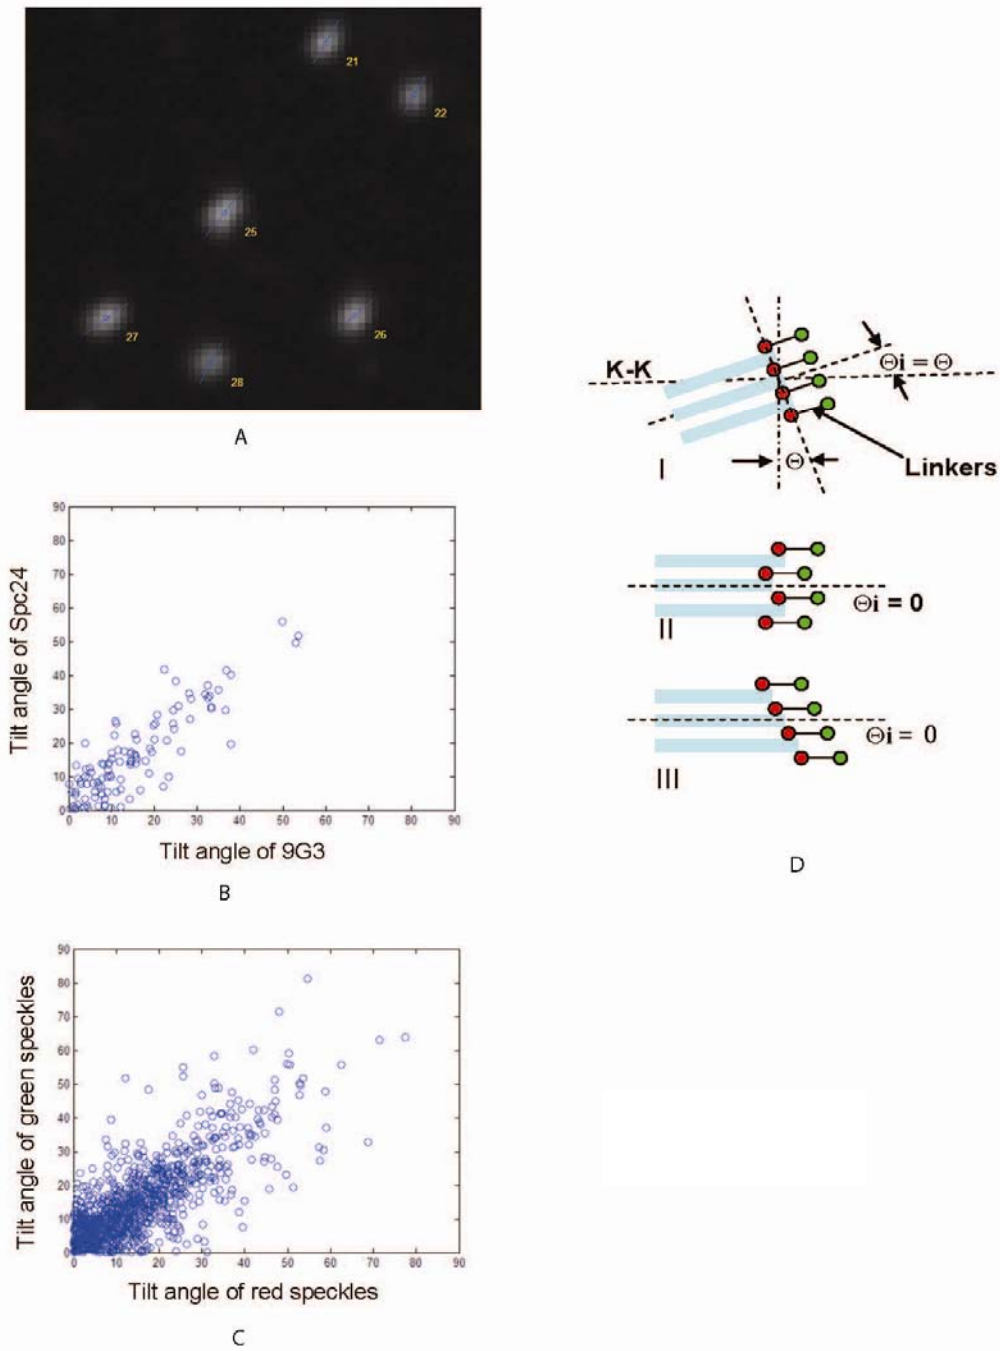 21
22
25
27
26
28
A
90
80
70
60
50
40
30
20
10
0
0 10 20 30 40 50 60 70 80 90
Tilt angle of Spc24
Tilt angle of 9G3
B
90
80
70
60
50
40
30
20
10
0
0 10 20 30 40 50 60 70 80 90
Tilt angle of green speckles
Tilt angle of red speckles
C
K-K
Θi = Θ
Θ
Linkers
I
Θi = 0
II
Θi = 0
III
D